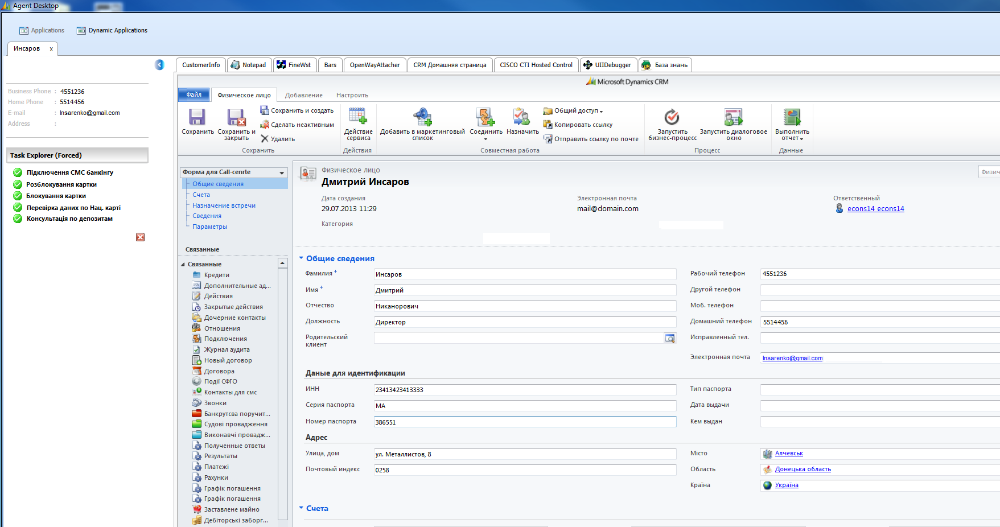 Agent Desktop
Applications
Dynamic Applications
Инсаров x
CustomerInfo
Notepad
FineWst
Bars
OpenWayAttacher
CRM Домашняя страница
CISCO CTI Hosted Control
UIIDebugger
База знань
Business Phone : 4551236
Home Phone : 5514456
E-mail : Insarenko@gmail.com
Address :
Task Explorer (Forced)
Підключення СМС банкінгу
Розблокування картки
Блокування картки
Перевірка даних по Нац. карті
Консультація по депозитам
Microsoft Dynamics CRM
Файл
Физическое лицо
Добавление
Настроить
Сохранить
Сохранить и закрыть
Сохранить и создать
Сделать неактивным
Удалить
Сохранить
Действие сервиса
Действия
Добавить в маркетинговый список
Соединить
Назначить
Общий доступ
Копировать ссылку
Отправить ссылку по почте
Совместная работа
Запустить бизнес-процесс
Запустить диалоговое окно
Процесс
Выполнить отчет
Данные
Форма для Call-cenrte
Общие сведения
Счета
Назначение встречи
Сведения
Параметры
Связанные
Связанные
Кредити
Дополнительные ад...
Действия
Закрытые действия
Дочерние контакты
Отношения
Подключения
Журнал аудита
Новый договор
Договора
Події СФГО
Контакты для смс
Звонки
Банкрутсва поручит...
Судові провадження
Виконавчі провадж...
Полученные ответы
Результаты
Платежі
Рахунки
Графік погашення
Графік погашення
Заставлене майно
Дебіторські заборг...
Физическое лицо
Физич
Дмитрий Инсаров
Дата создания
29.07.2013 11:29
Электронная почта
mail@domain.com
Ответственный
econs14 econs14
Категория
Общие сведения
Фамилия + Инсаров
Рабочий телефон 4551236
Имя + Дмитрий
Другой телефон
Отчество Никанорович
Моб. телефон
Должность Директор
Домашний телефон 5514456
Родительский клиент
Исправленный тел.
Электронная почта Insarenko@gmail.com
Даные для идентификации
ИНН 23413423413333
Тип паспорта
Серия паспорта МА
Дата выдачи
Номер паспорта 386551
Кем выдан
Адрес
Улица, дом ул. Металлистов, 8
Місто Алчевськ
Почтовый индекс 0258
Область Донецька область
Країна Україна
Счета